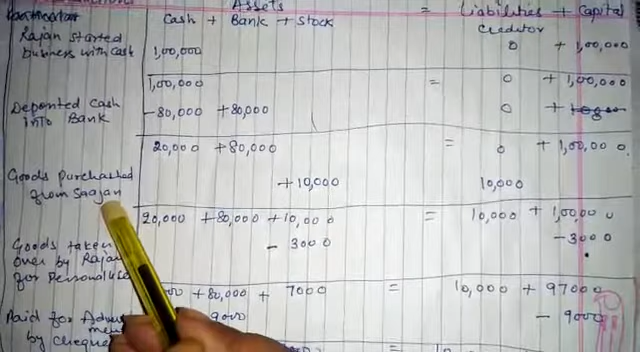 Assets = Liabilities + Capital
Cash + Bank + Stock Creditor
Rajan Started
business with cash 1,00,000 0 + 1,00,000
1,00,000 = 0 + 1,00,000
Deposited Cash
into Bank -80,000 +80,000 0 +
20,000 +80,000 = 0 + 1,00,000
Goods Purchashed
from Saajan +10,000 10,000
20,000 +80,000 +10,000 = 10,000 + 1,00,000
Goods taken - 3000 - 3000
over by Rajan
for Personal use
+80,000 + 7000 = 10,000 + 97000
Paid for 9000 - 9000
by cheque =